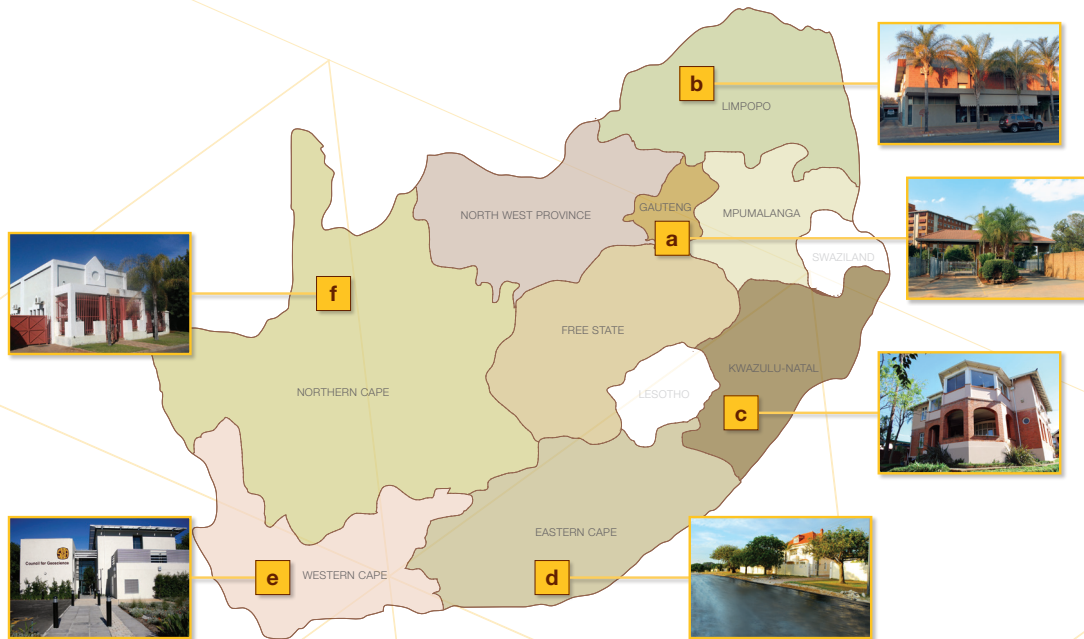 b
LIMPOPO
NORTH WEST PROVINCE
GAUTENG
MPUMALANGA
a
SWAZILAND
f
FREE STATE
KWAZULU-NATAL
NORTHERN CAPE
LESOTHO
c
EASTERN CAPE
Council for Geoscience
e
WESTERN CAPE
d